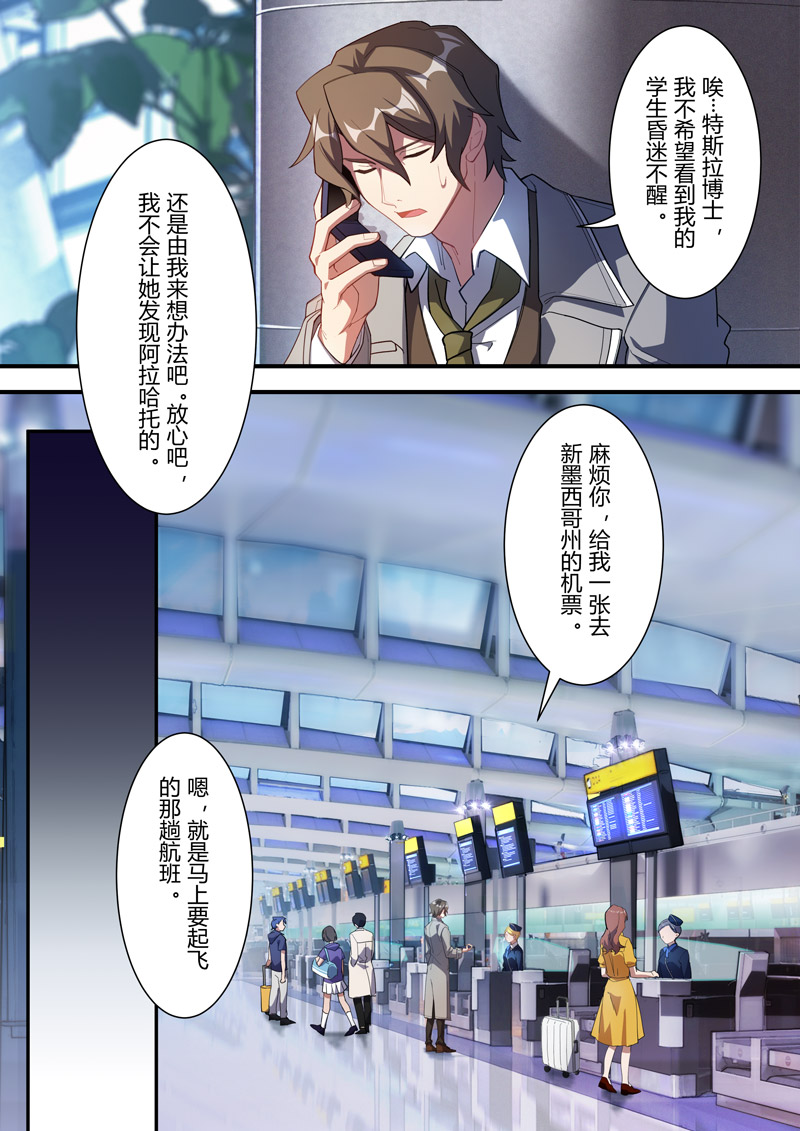 唉…特斯拉博士，
我不希望看到我的
学生昏迷不醒。
还是由我来想办法吧。放心吧，
我不会让她发现阿拉哈托的。
麻烦你，给我一张去
新墨西哥州的机票。
嗯，就是马上要起飞
的那趟航班。